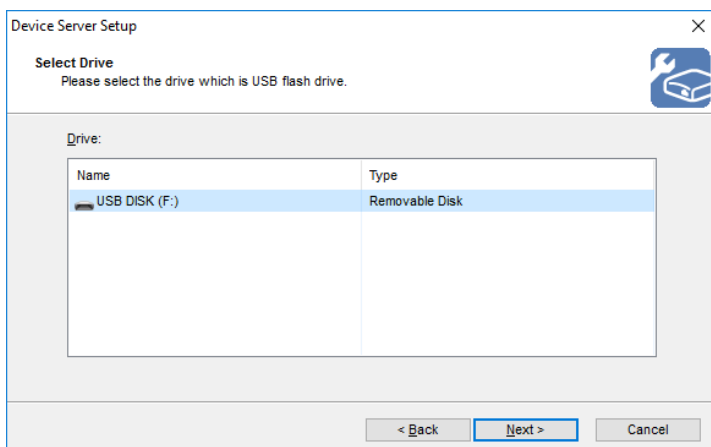 Device Server Setup
Select Drive
Please select the drive which is USB flash drive.
Drive:
Name Type
USB DISK (F:) Removable Disk
< Back Next > Cancel